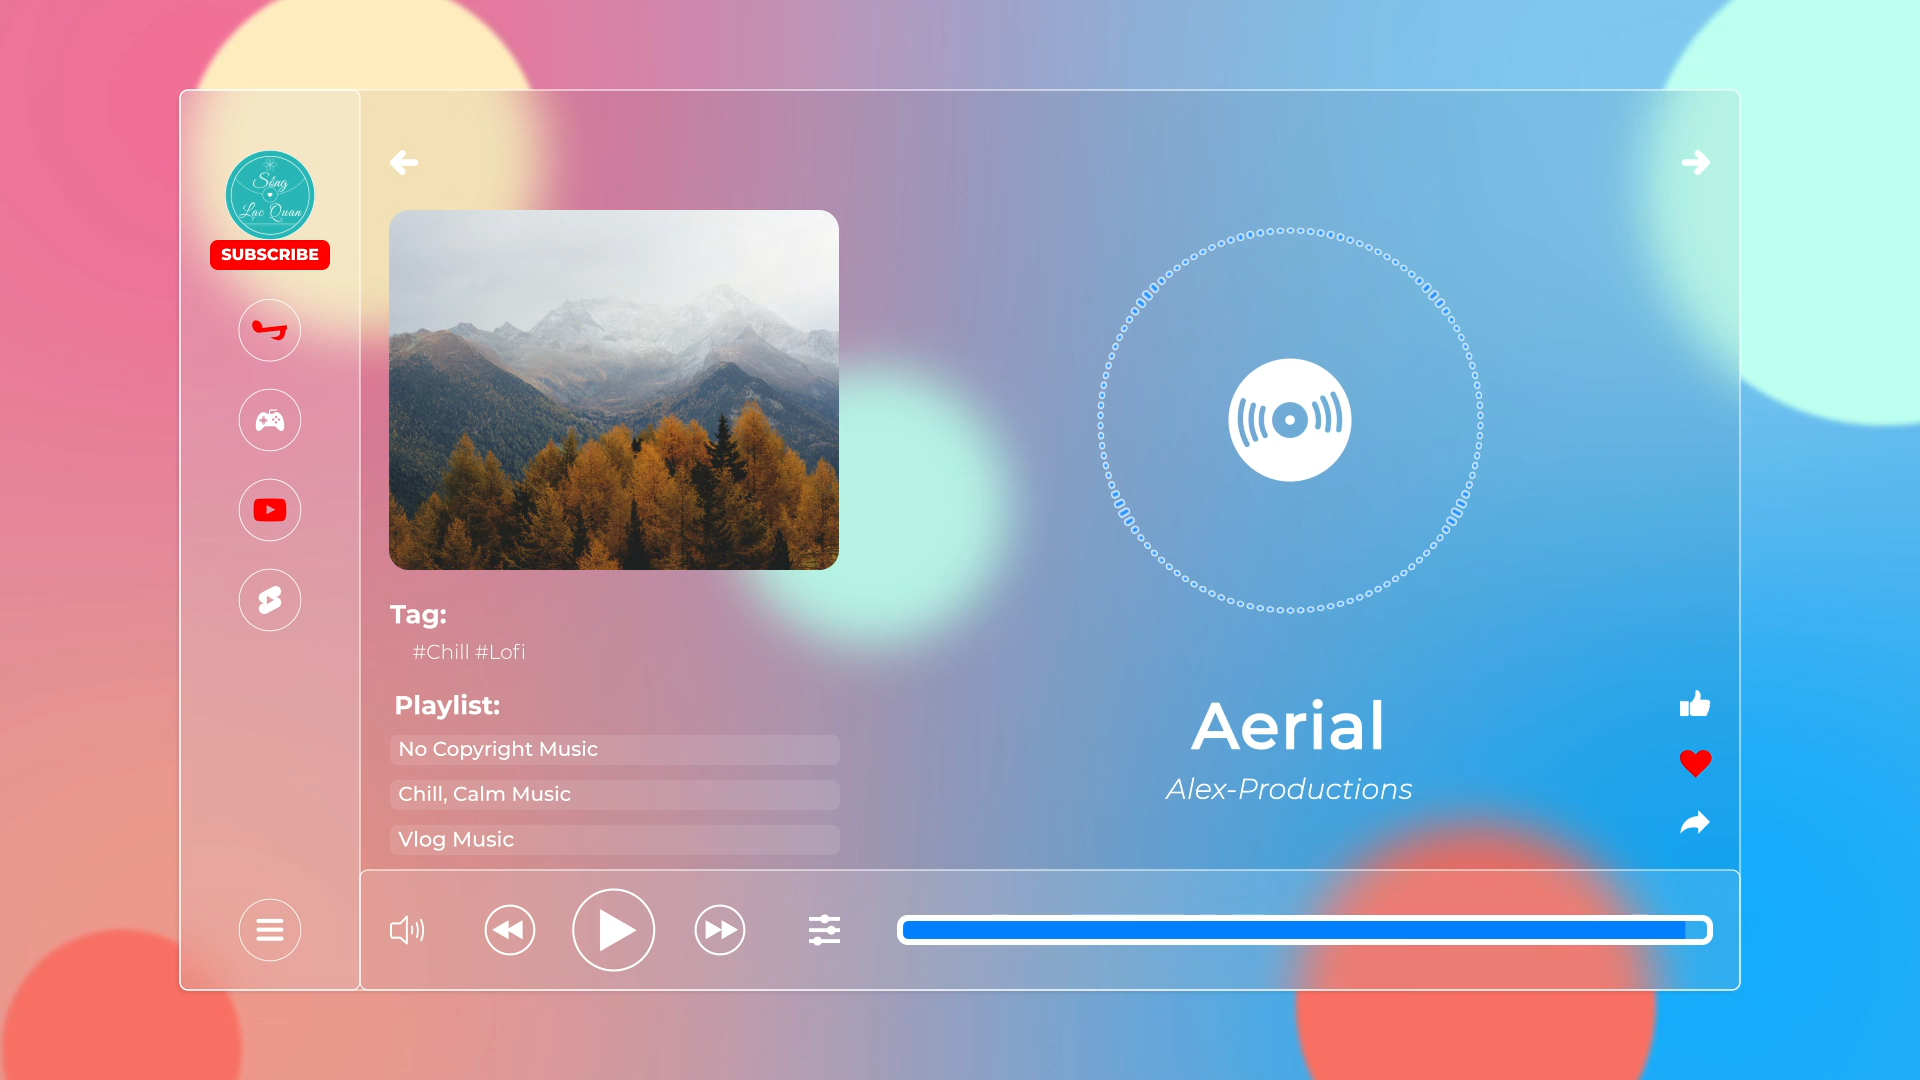 Sống
Lạc Quan
SUBSCRIBE
Tag:
#Chill #Lofi
Playlist:
No Copyright Music
Chill, Calm Music
Vlog Music
Aerial
Alex-Productions